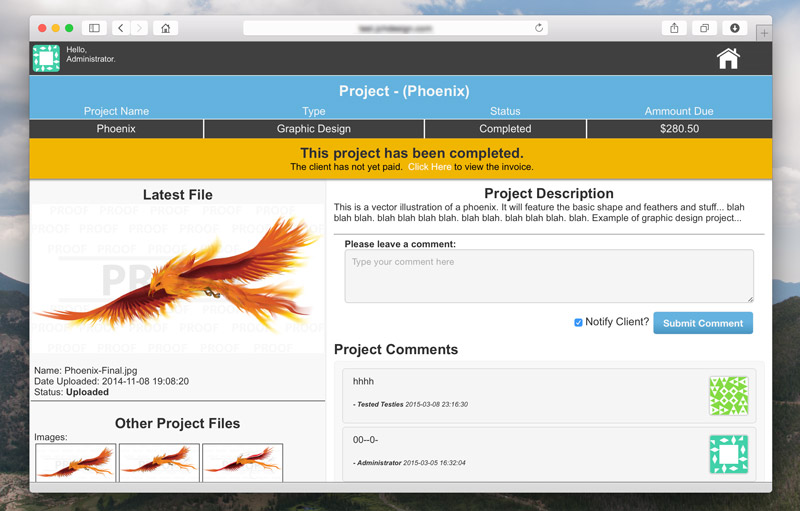 Hello,
Administrator.
Project - (Phoenix)
Project Name Type Status Ammount Due
Phoenix Graphic Design Completed $280.50
This project has been completed.
The client has not yet paid. Click Here to view the invoice.
Latest File
PROOF PROOF PROOF
PROOF PROOF PROOF PROOF
PROOF PROOF PROOF
Name: Phoenix-Final.jpg
Date Uploaded: 2014-11-08 19:08:20
Status: Uploaded
Other Project Files
Images:
Project Description
This is a vector illustration of a phoenix. It will feature the basic shape and feathers and stuff... blah
blah blah blah. blah blah blah blah. blah blah. blah blah blah. blah. Example of graphic design project...
Please leave a comment:
Type your comment here
Notify Client? Submit Comment
Project Comments
hhhh
- Tested Testies 2015-03-08 23:16:30
00--0-
- Administrator 2015-03-05 16:32:04